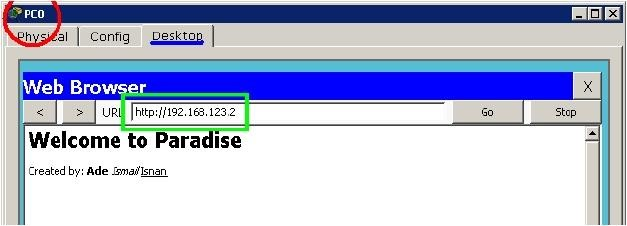 PC0
Physical Config Desktop
Web Browser X
< > URL http://192.168.123.2 Go Stop
Welcome to Paradise
Created by: Ade Ismail Isnan